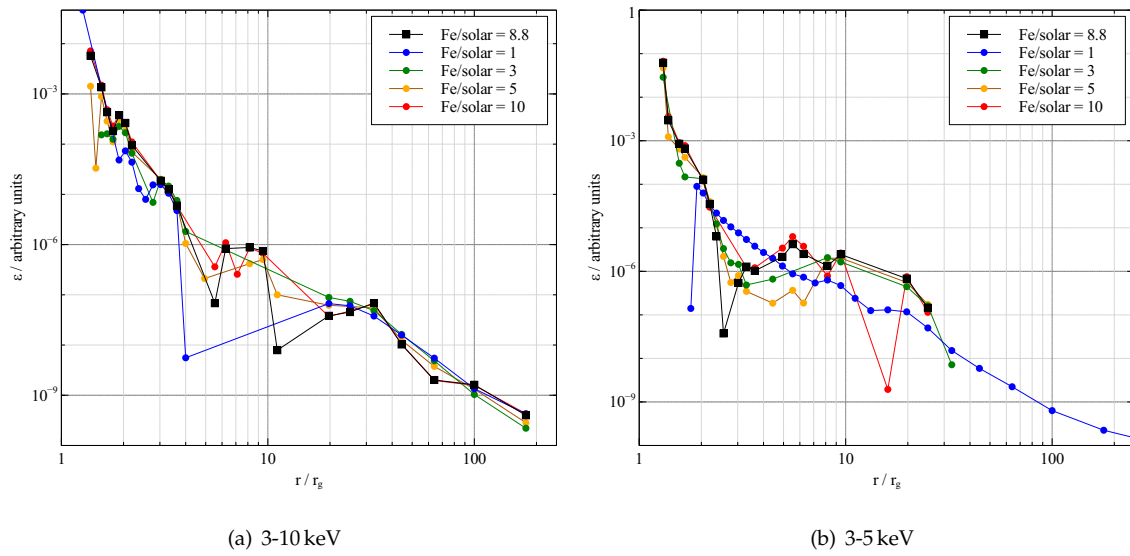 Fe/solar = 8.8
Fe/solar = 1
Fe/solar = 3
Fe/solar = 5
Fe/solar = 10
ε / arbitrary units
10⁻³
10⁻⁶
10⁻⁹
1
10
100
r / r_g
(a) 3-10 keV
Fe/solar = 8.8
Fe/solar = 1
Fe/solar = 3
Fe/solar = 5
Fe/solar = 10
ε / arbitrary units
1
10⁻³
10⁻⁶
10⁻⁹
1
10
100
r / r_g
(b) 3-5 keV